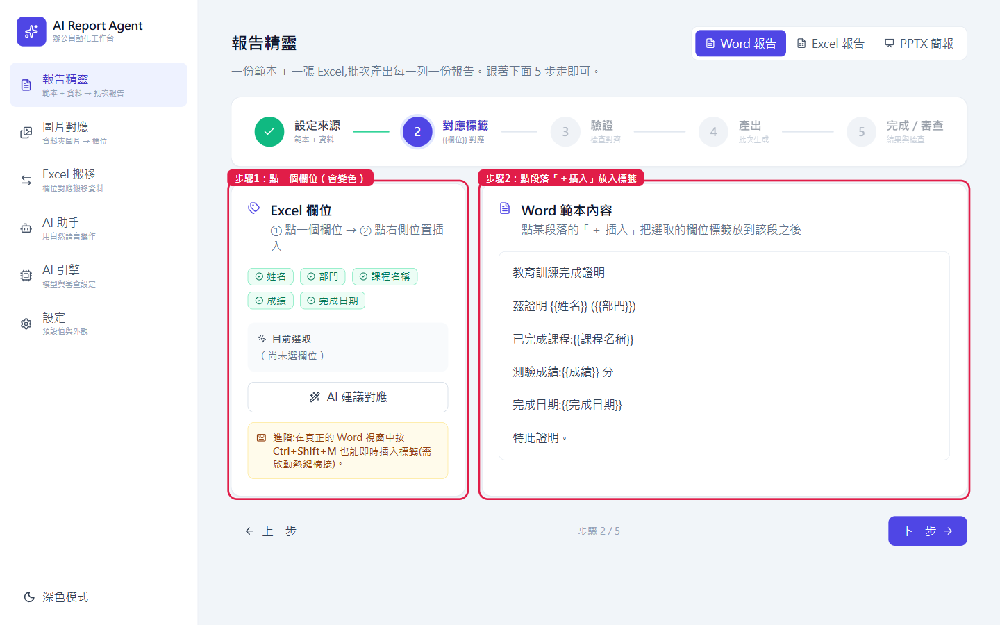 AI Report Agent
辦公自動化工作台
報告精靈
範本 + 資料 → 批次報告
圖片對應
資料夾圖片 → 欄位
Excel 搬移
欄位對應搬移資料
AI 助手
用自然語言操作
AI 引擎
模型與審查設定
設定
預設值與外觀
深色模式
報告精靈
一份範本 + 一張 Excel,批次產出每一列一份報告。跟著下面 5 步走即可。
Word 報告
Excel 報告
PPTX 簡報
設定來源
範本 + 資料
2
對應標籤
{{欄位}} 對應
3
驗證
檢查對齊
4
產出
批次生成
5
完成 / 審查
結果與檢查
步驟1：點一個欄位（會變色）
Excel 欄位
① 點一個欄位 → ② 點右側位置插
入
姓名
部門
課程名稱
成績
完成日期
目前選取
（尚未選欄位）
AI 建議對應
進階:在真正的 Word 視窗中按
Ctrl+Shift+M 也能即時插入標籤(需
啟動熱鍵橋接)。
步驟2：點段落「＋插入」放入標籤
Word 範本內容
點某段落的「＋ 插入」把選取的欄位標籤放到該段之後
教育訓練完成證明
茲證明 {{姓名}} ({{部門}})
已完成課程:{{課程名稱}}
測驗成績:{{成績}} 分
完成日期:{{完成日期}}
特此證明。
上一步
步驟 2 / 5
下一步